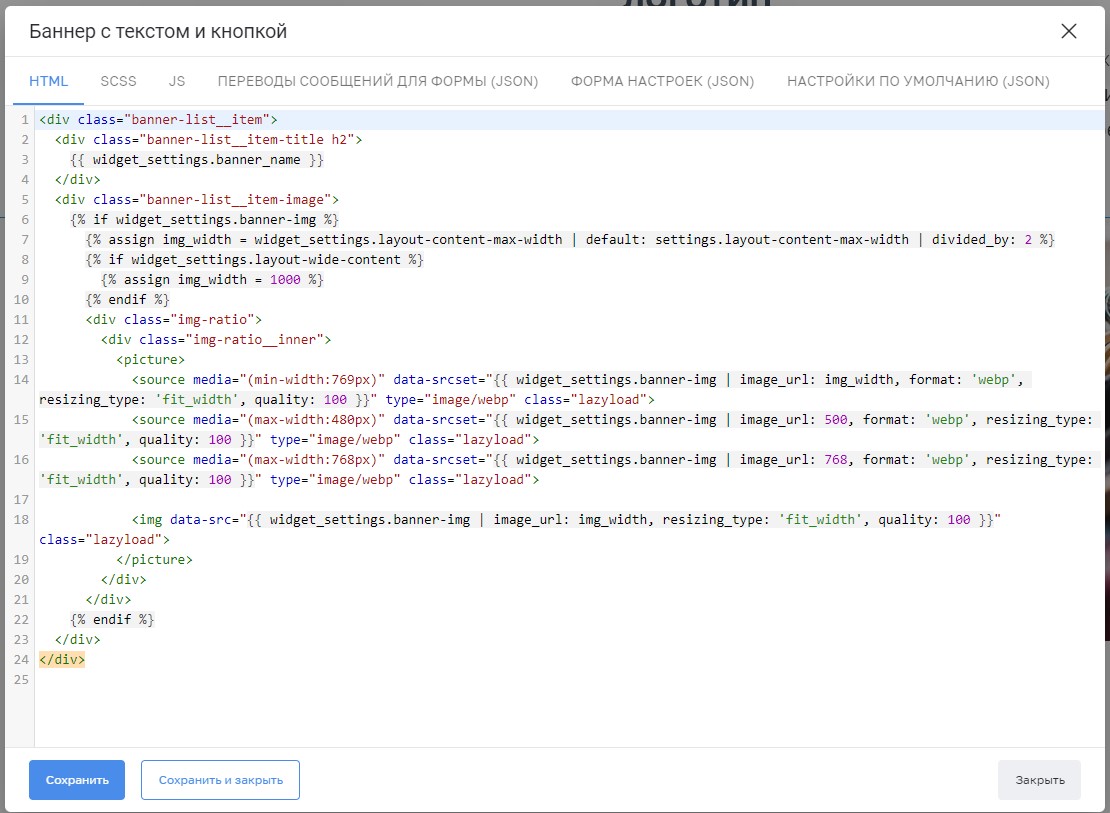 Баннер с текстом и кнопкой
HTML SCSS JS ПЕРЕВОДЫ СООБЩЕНИЙ ДЛЯ ФОРМЫ (JSON) ФОРМА НАСТРОЕК (JSON) НАСТРОЙКИ ПО УМОЛЧАНИЮ (JSON)
1 <div class="banner-list__item">
2 <div class="banner-list__item-title h2">
3 {{ widget_settings.banner_name }}
4 </div>
5 <div class="banner-list__item-image">
6 {% if widget_settings.banner-img %}
7 {% assign img_width = widget_settings.layout-content-max-width | default: settings.layout-content-max-width | divided_by: 2 %}
8 {% if widget_settings.layout-wide-content %}
9 {% assign img_width = 1000 %}
10 {% endif %}
11 <div class="img-ratio">
12 <div class="img-ratio__inner">
13 <picture>
14 <source media="(min-width:769px)" data-srcset="{{ widget_settings.banner-img | image_url: img_width, format: 'webp',
resizing_type: 'fit_width', quality: 100 }}" type="image/webp" class="lazyload">
15 <source media="(max-width:480px)" data-srcset="{{ widget_settings.banner-img | image_url: 500, format: 'webp', resizing_type:
'fit_width', quality: 100 }}" type="image/webp" class="lazyload">
16 <source media="(max-width:768px)" data-srcset="{{ widget_settings.banner-img | image_url: 768, format: 'webp', resizing_type:
'fit_width', quality: 100 }}" type="image/webp" class="lazyload">
17
18 <img data-src="{{ widget_settings.banner-img | image_url: img_width, resizing_type: 'fit_width', quality: 100 }}"
class="lazyload">
19 </picture>
20 </div>
21 </div>
22 {% endif %}
23 </div>
24 </div>
25
Сохранить Сохранить и закрыть Закрыть